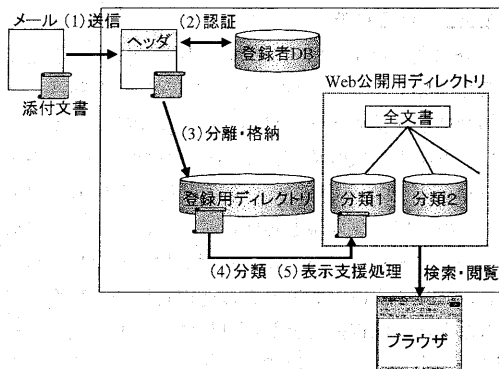 メール (1)送信
ヘッダ
(2)認証
登録者DB
添付文書
Web公開用ディレクトリ
全文書
(3)分離・格納
登録用ディレクトリ
分類1
分類2
(4)分類 (5)表示支援処理
検索・閲覧
ブラウザ